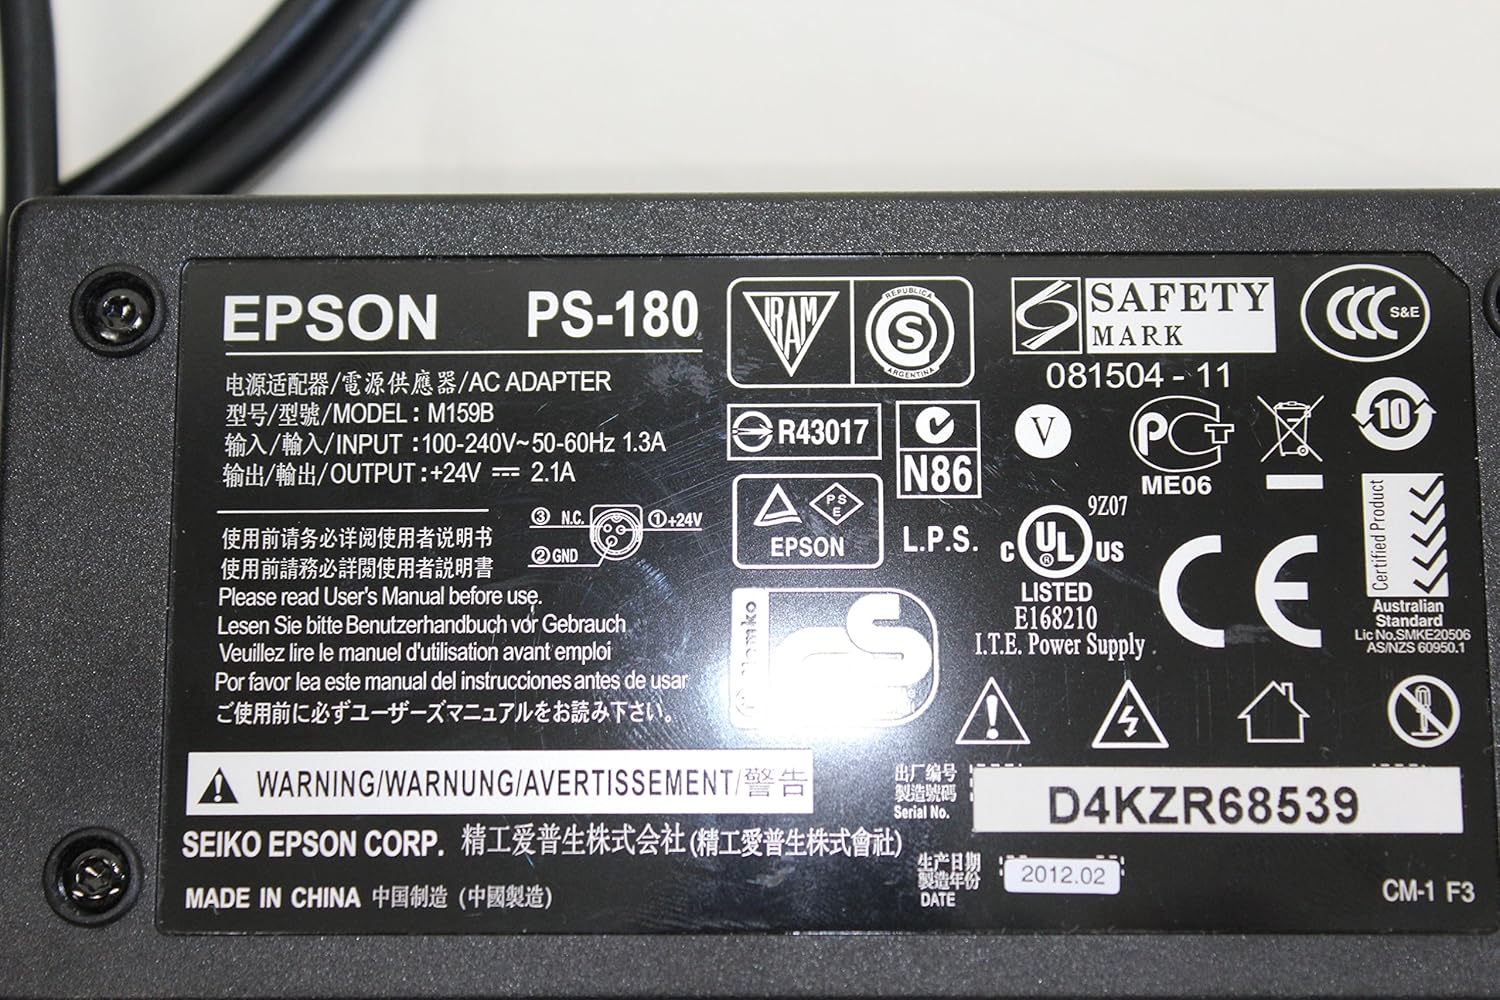 EPSON PS-180
电源适配器/電源供應器/AC ADAPTER
型号/型號/MODEL : M159B
输入/輸入/INPUT : 100-240V~ 50-60Hz 1.3A
输出/輸出/OUTPUT : +24V ⎓ 2.1A
③ N.C. ①+24V
②GND
使用前请务必详阅使用者说明书
使用前請務必詳閱使用者説明書
Please read User's Manual before use.
Lesen Sie bitte Benutzerhandbuch vor Gebrauch
Veuillez lire le manuel d'utilisation avant emploi
Por favor lea este manual del instrucciones antes de usar
ご使用前に必ずユーザーズマニュアルをお読み下さい。
WARNING/WARNUNG/AVERTISSEMENT/警告
SEIKO EPSON CORP. 精工爱普生株式会社(精工愛普生株式會社)
MADE IN CHINA 中国制造 (中國製造)
IRAM
REPUBLICA
S
ARGENTINA
SAFETY
MARK
081504 - 11
CCC S&E
R43017
N86
V
PCT
ME06
10
PS
E
EPSON
L.P.S.
9Z07
C UL US
®
LISTED
E168210
I.T.E. Power Supply
CE
Certified Product
Australian
Standard
Lic No.SMKE20506
AS/NZS 60950.1
GS
出厂编号
製造號碼
Serial No.
D4KZR68539
生产日期
製造年份
DATE
2012.02
CM-1 F3